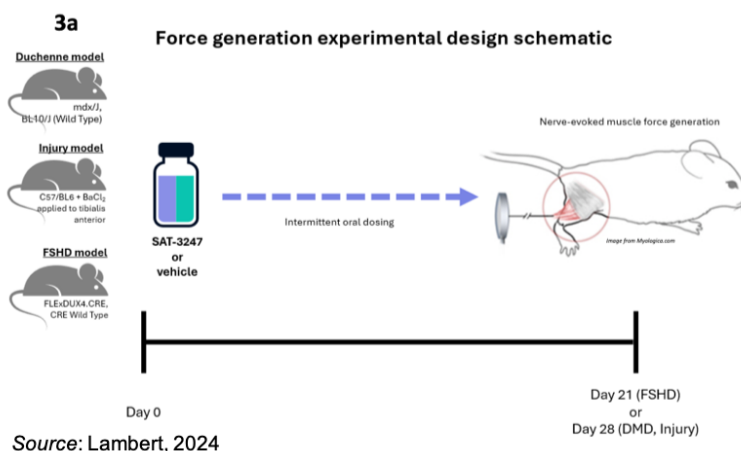 3a
Force generation experimental design schematic
Duchenne model
mdx/J,
BL10/J (Wild Type)
Injury model
C57/BL6 + BaCl₂
applied to tibialis
anterior
FSHD model
FLExDUX4.CRE,
CRE Wild Type
SAT-3247
or
vehicle
Intermittent oral dosing
Nerve-evoked muscle force generation
Image from Myologica.com
Day 0
Day 21 (FSHD)
or
Day 28 (DMD, Injury)
Source: Lambert, 2024